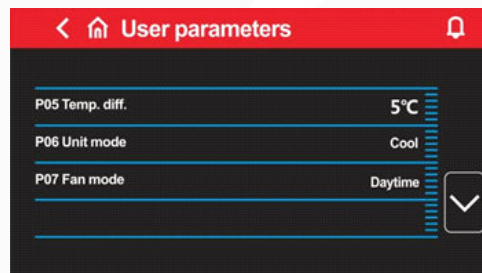 User parameters
P05 Temp. diff. 5°C
P06 Unit mode Cool
P07 Fan mode Daytime